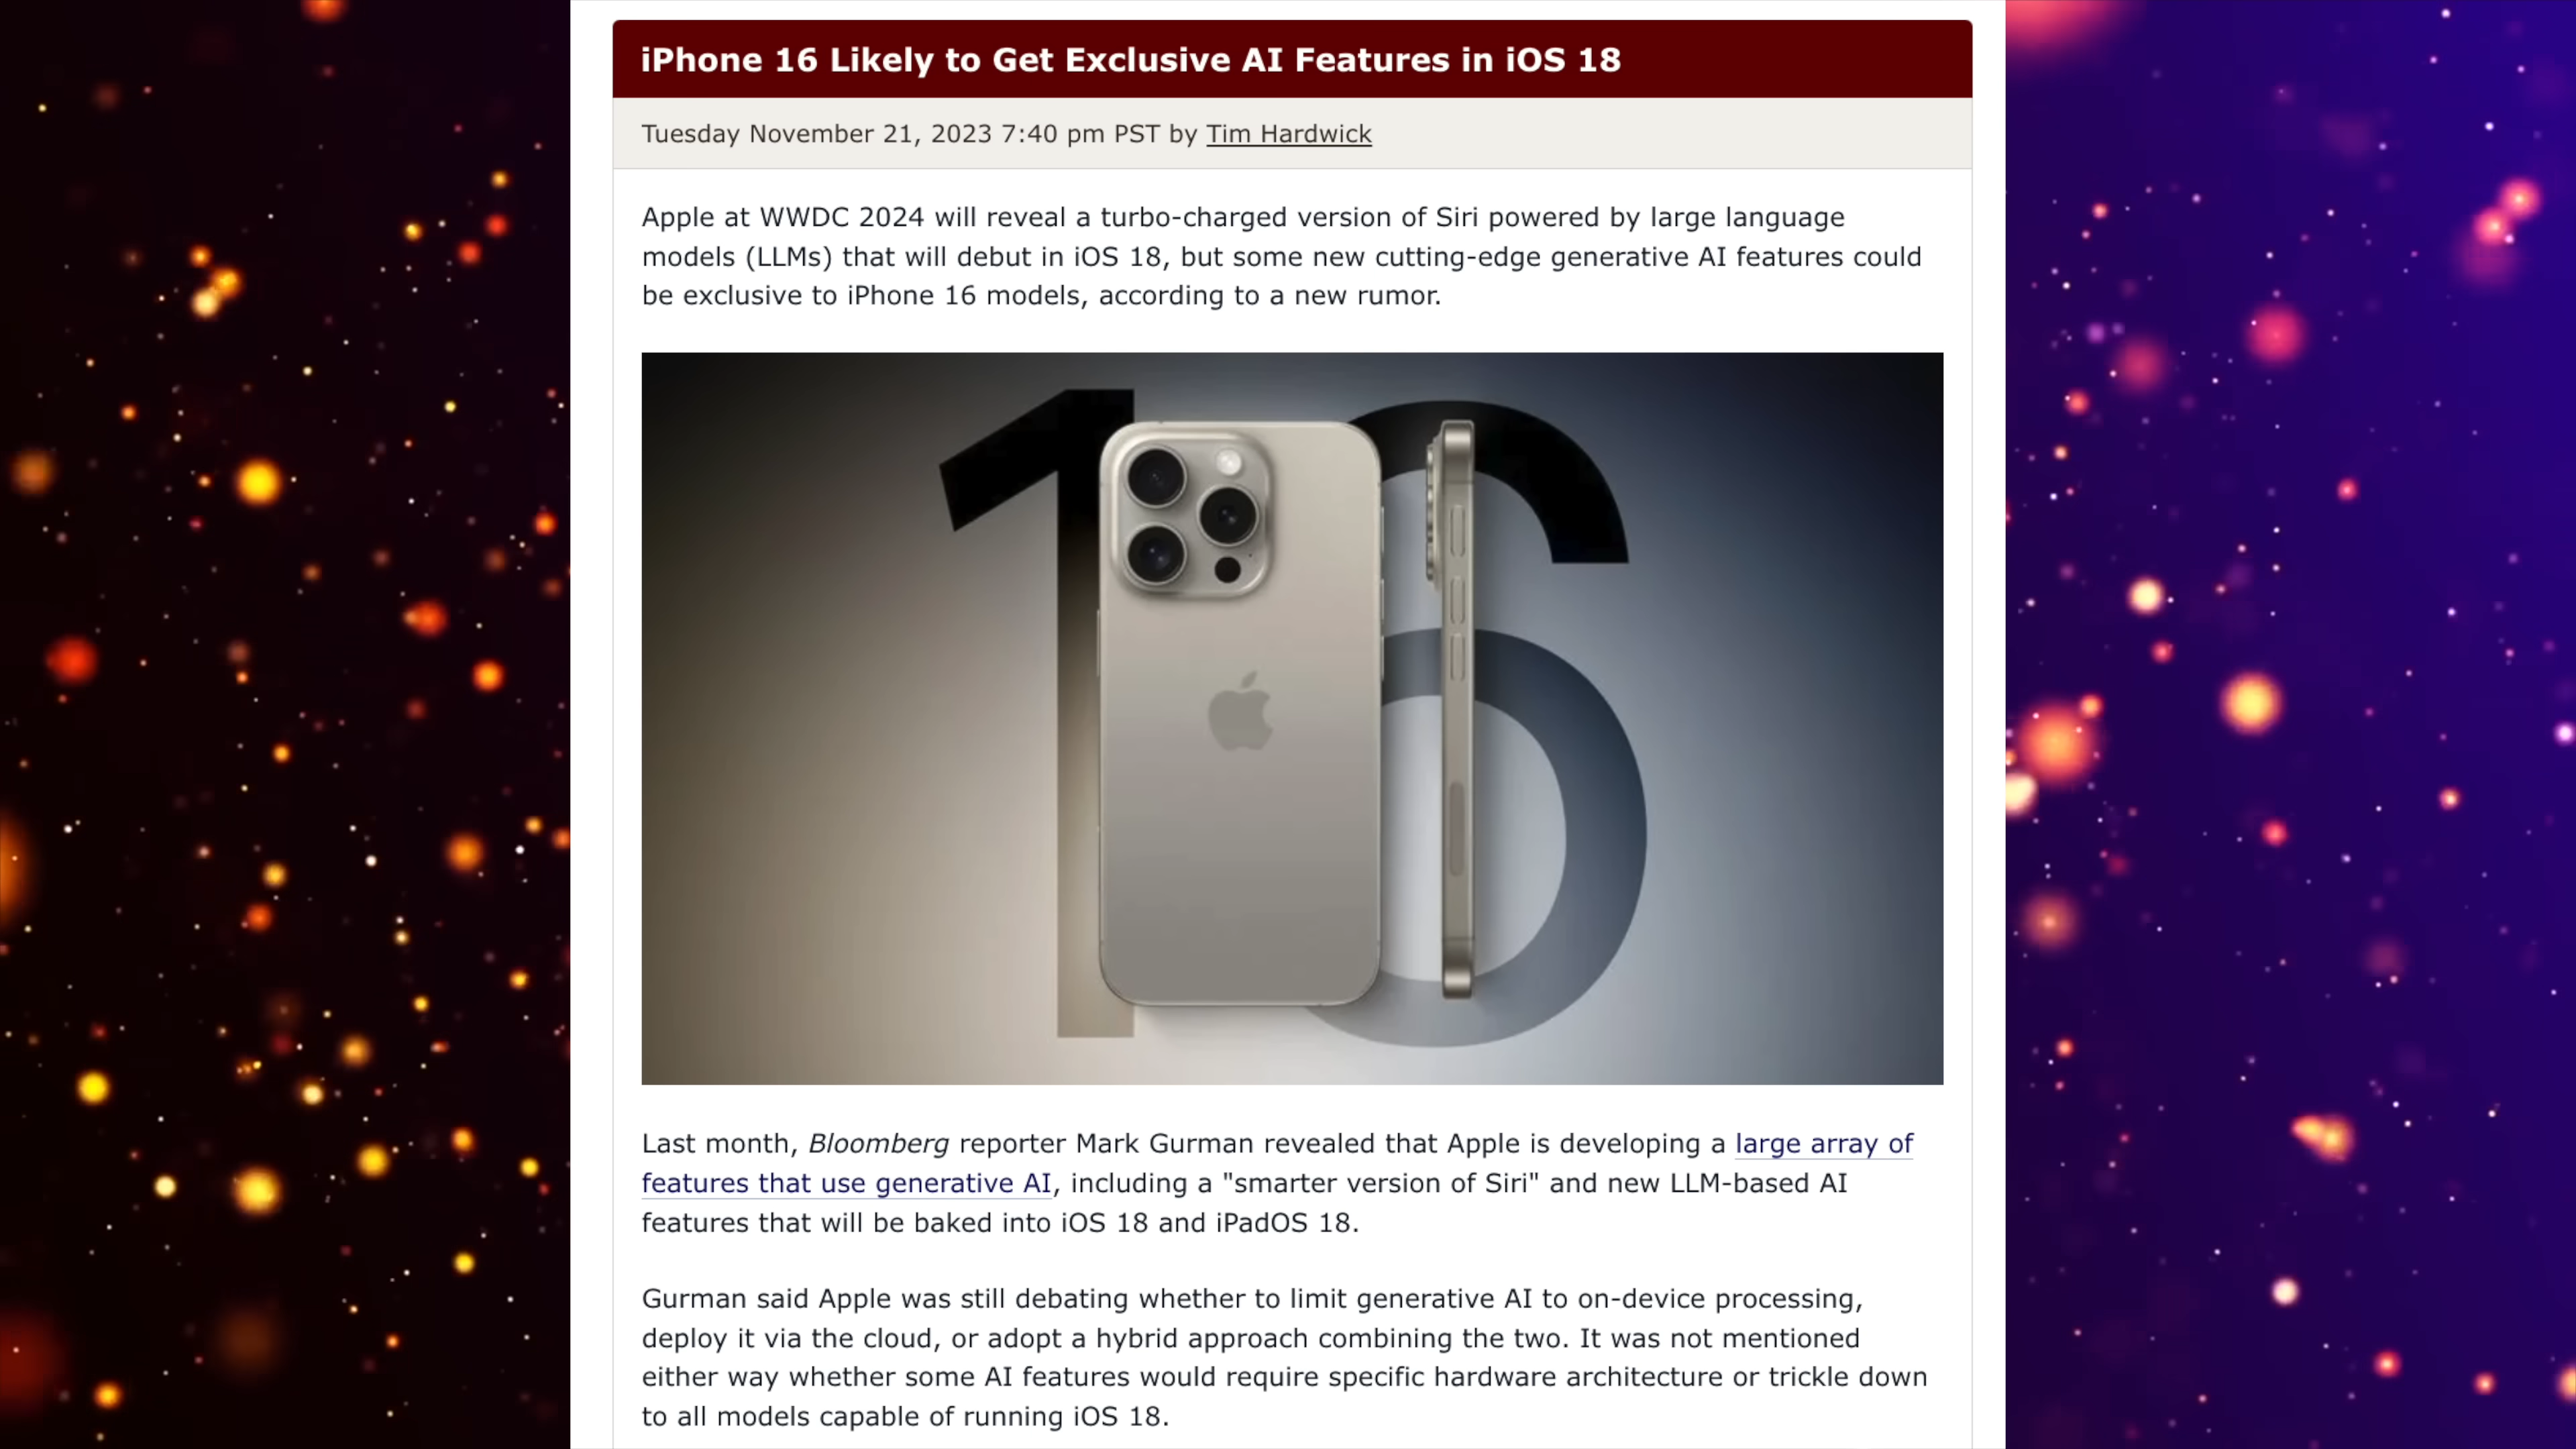 iPhone 16 Likely to Get Exclusive AI Features in iOS 18
Tuesday November 21, 2023 7:40 pm PST by Tim Hardwick
Apple at WWDC 2024 will reveal a turbo-charged version of Siri powered by large language
models (LLMs) that will debut in iOS 18, but some new cutting-edge generative AI features could
be exclusive to iPhone 16 models, according to a new rumor.
16
Last month, Bloomberg reporter Mark Gurman revealed that Apple is developing a large array of
features that use generative AI, including a "smarter version of Siri" and new LLM-based AI
features that will be baked into iOS 18 and iPadOS 18.
Gurman said Apple was still debating whether to limit generative AI to on-device processing,
deploy it via the cloud, or adopt a hybrid approach combining the two. It was not mentioned
either way whether some AI features would require specific hardware architecture or trickle down
to all models capable of running iOS 18.